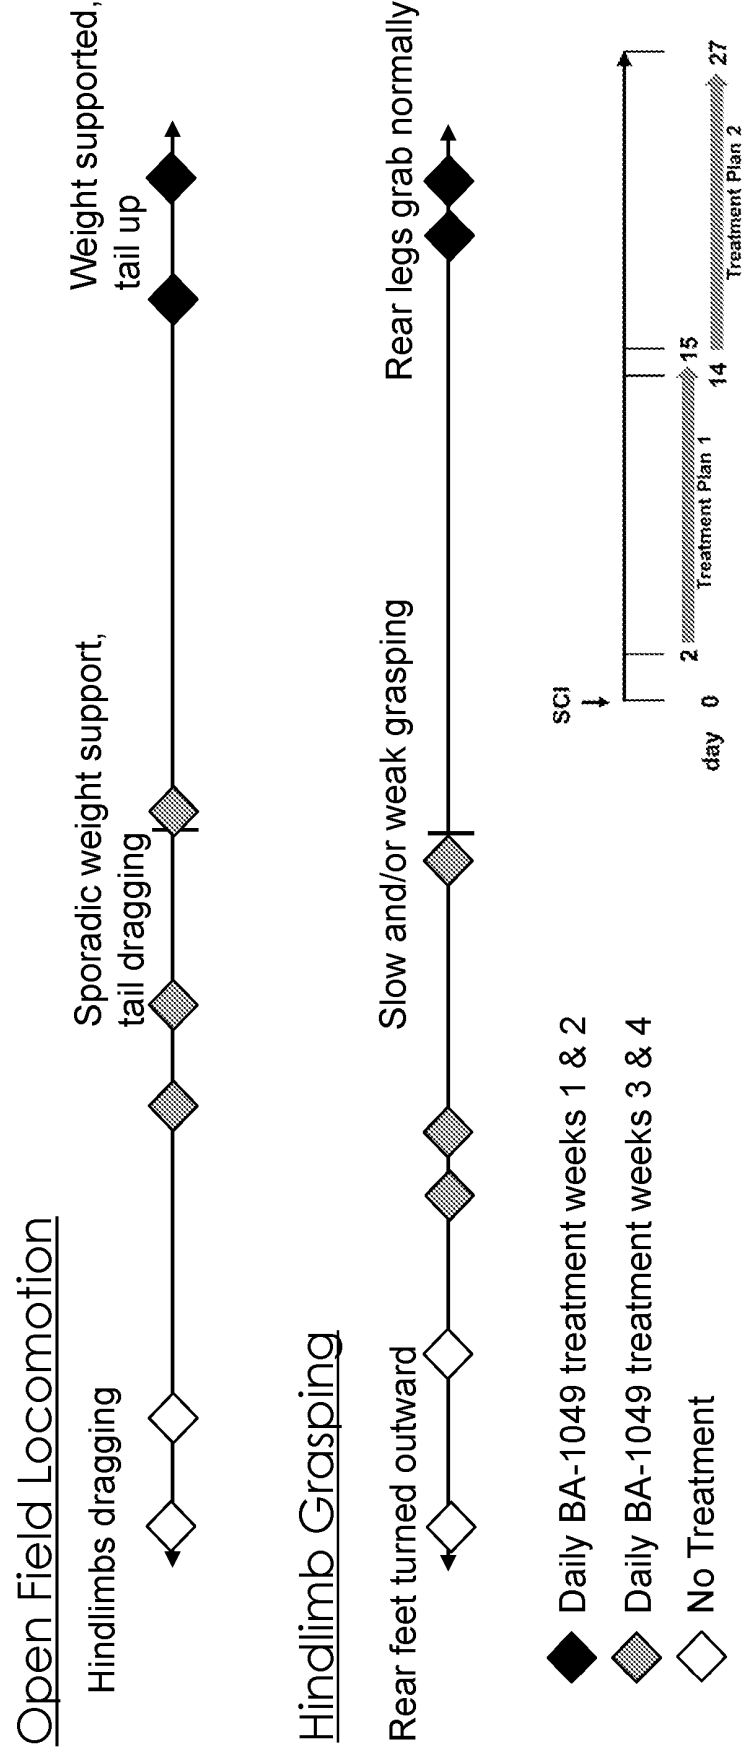 Open Field Locomotion
Hindlimbs dragging
Sporadic weight support,
tail dragging
Weight supported,
tail up
Hindlimb Grasping
Rear feet turned outward
Slow and/or weak grasping
Rear legs grab normally
Daily BA-1049 treatment weeks 1 & 2
Daily BA-1049 treatment weeks 3 & 4
No Treatment
SCI
2
15
Treatment Plan 1
day 0
14
27
Treatment Plan 2